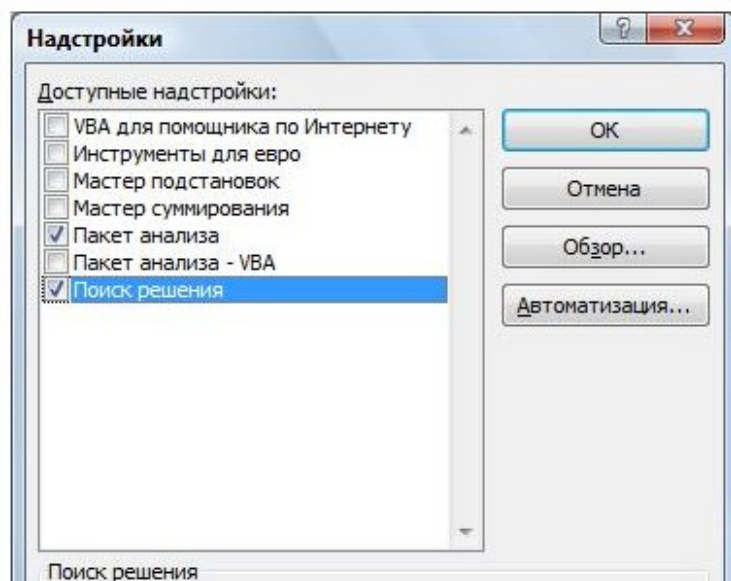 Надстройки
Доступные надстройки:
VBA для помощника по Интернету
Инструменты для евро
Мастер подстановок
Мастер суммирования
Пакет анализа
Пакет анализа - VBA
Поиск решения
ОК
Отмена
Обзор...
Автоматизация...
Поиск решения